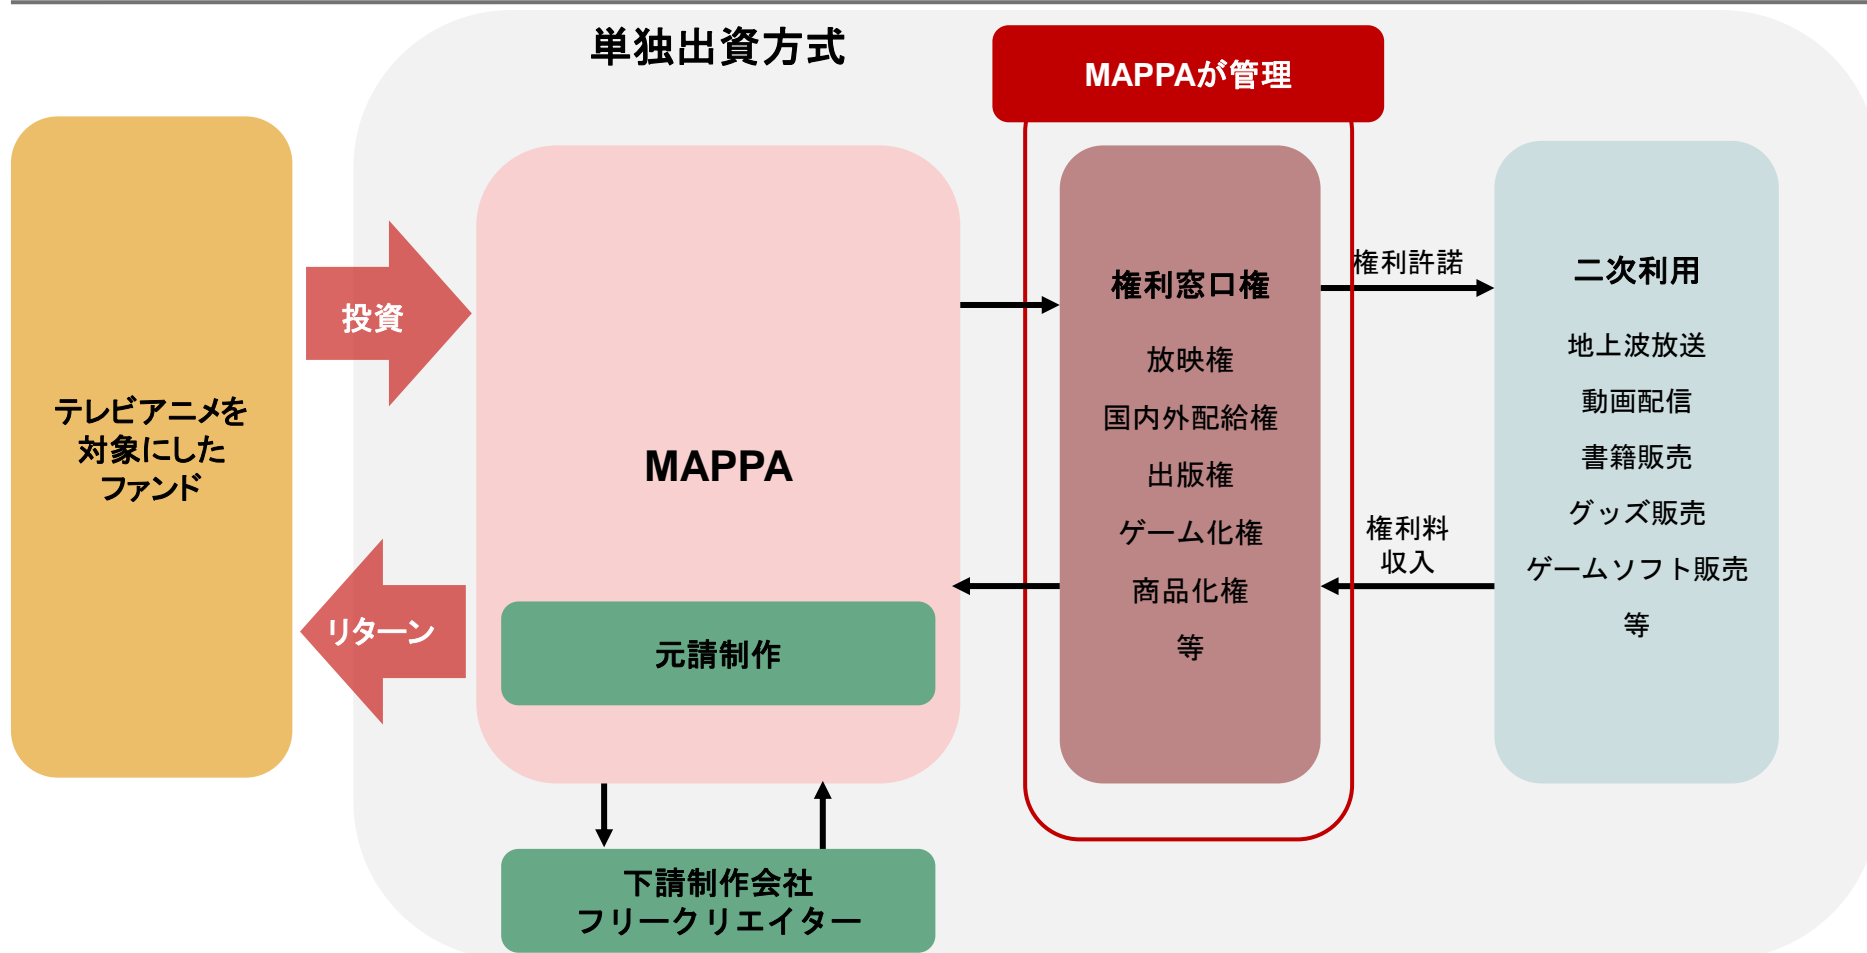 単独出資方式
MAPPAが管理
テレビアニメを
対象にした
ファンド
投資
リターン
MAPPA
元請制作
下請制作会社
フリークリエイター
権利窓口権
放映権
国内外配給権
出版権
ゲーム化権
商品化権
等
権利許諾
権利料
収入
二次利用
地上波放送
動画配信
書籍販売
グッズ販売
ゲームソフト販売
等